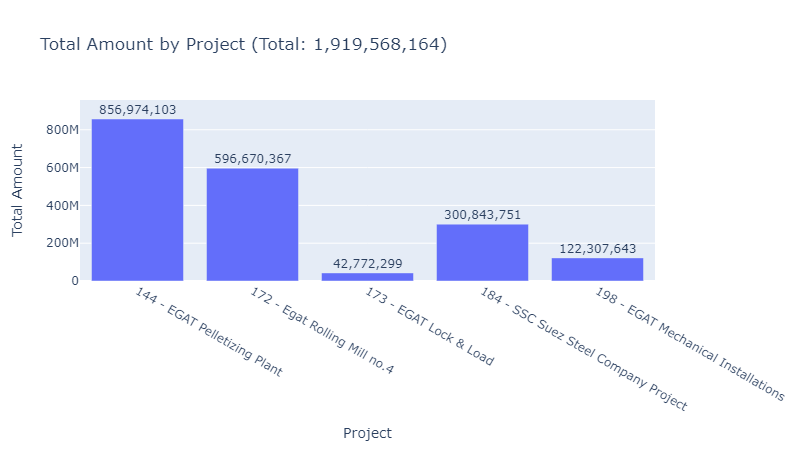 Total Amount by Project (Total: 1,919,568,164)
Total Amount
800M
600M
400M
200M
0
856,974,103
596,670,367
42,772,299
300,843,751
122,307,643
144 - EGAT Pelletizing Plant
172 - Egat Rolling Mill no.4
173 - EGAT Lock & Load
184 - SSC Suez Steel Company Project
198 - EGAT Mechanical Installations
Project